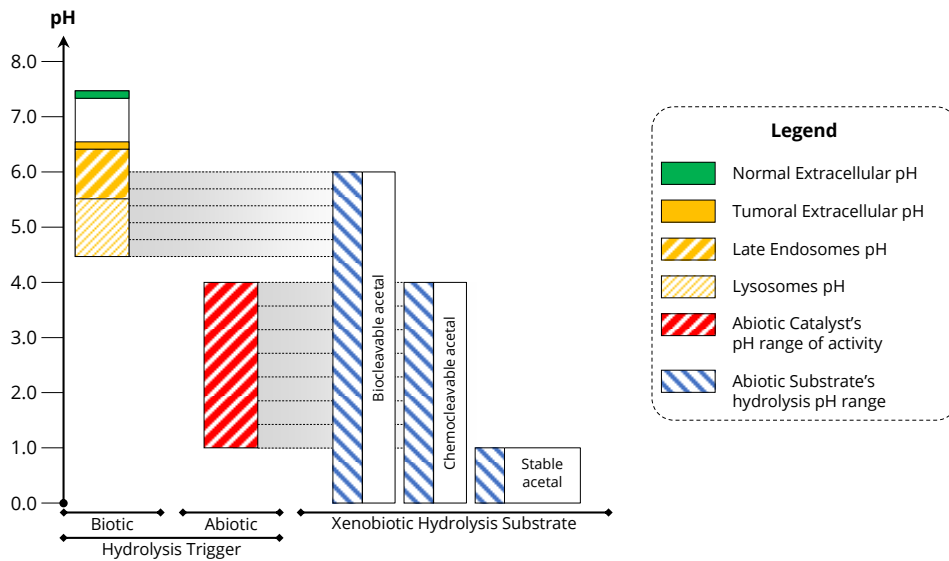 pH
8.0
7.0
6.0
5.0
4.0
3.0
2.0
1.0
0.0
Biocleavable acetal
Chemocleavable acetal
Stable
acetal
Biotic
Abiotic
Xenobiotic Hydrolysis Substrate
Hydrolysis Trigger
Legend
Normal Extracellular pH
Tumoral Extracellular pH
Late Endosomes pH
Lysosomes pH
Abiotic Catalyst's
pH range of activity
Abiotic Substrate's
hydrolysis pH range